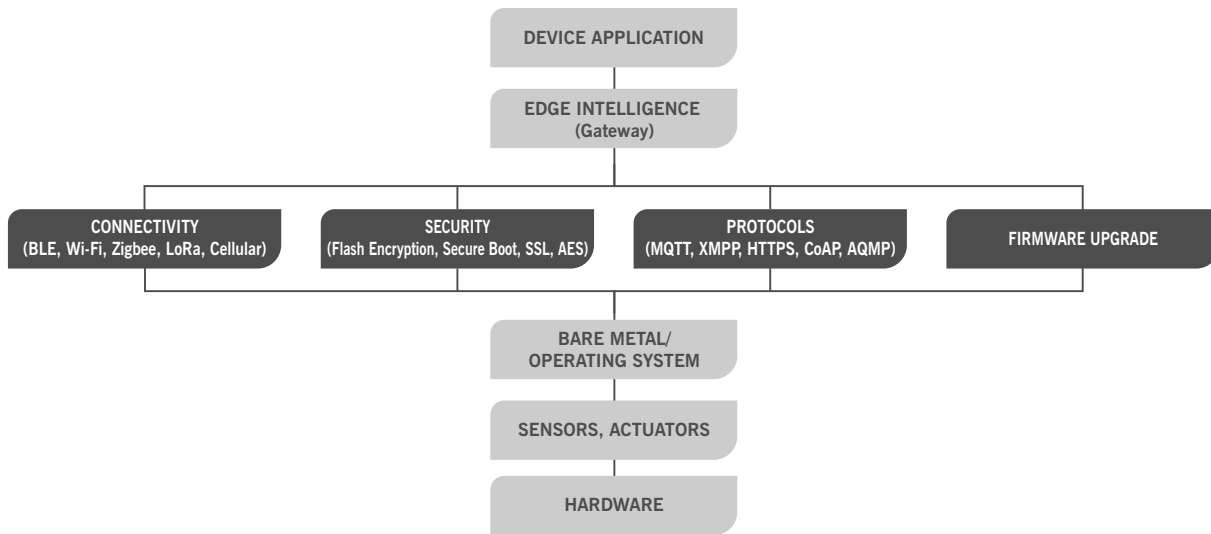 DEVICE APPLICATION
EDGE INTELLIGENCE
(Gateway)
CONNECTIVITY
(BLE, Wi-Fi, Zigbee, LoRa, Cellular)
SECURITY
(Flash Encryption, Secure Boot, SSL, AES)
PROTOCOLS
(MQTT, XMPP, HTTPS, CoAP, AQMP)
FIRMWARE UPGRADE
BARE METAL/
OPERATING SYSTEM
SENSORS, ACTUATORS
HARDWARE